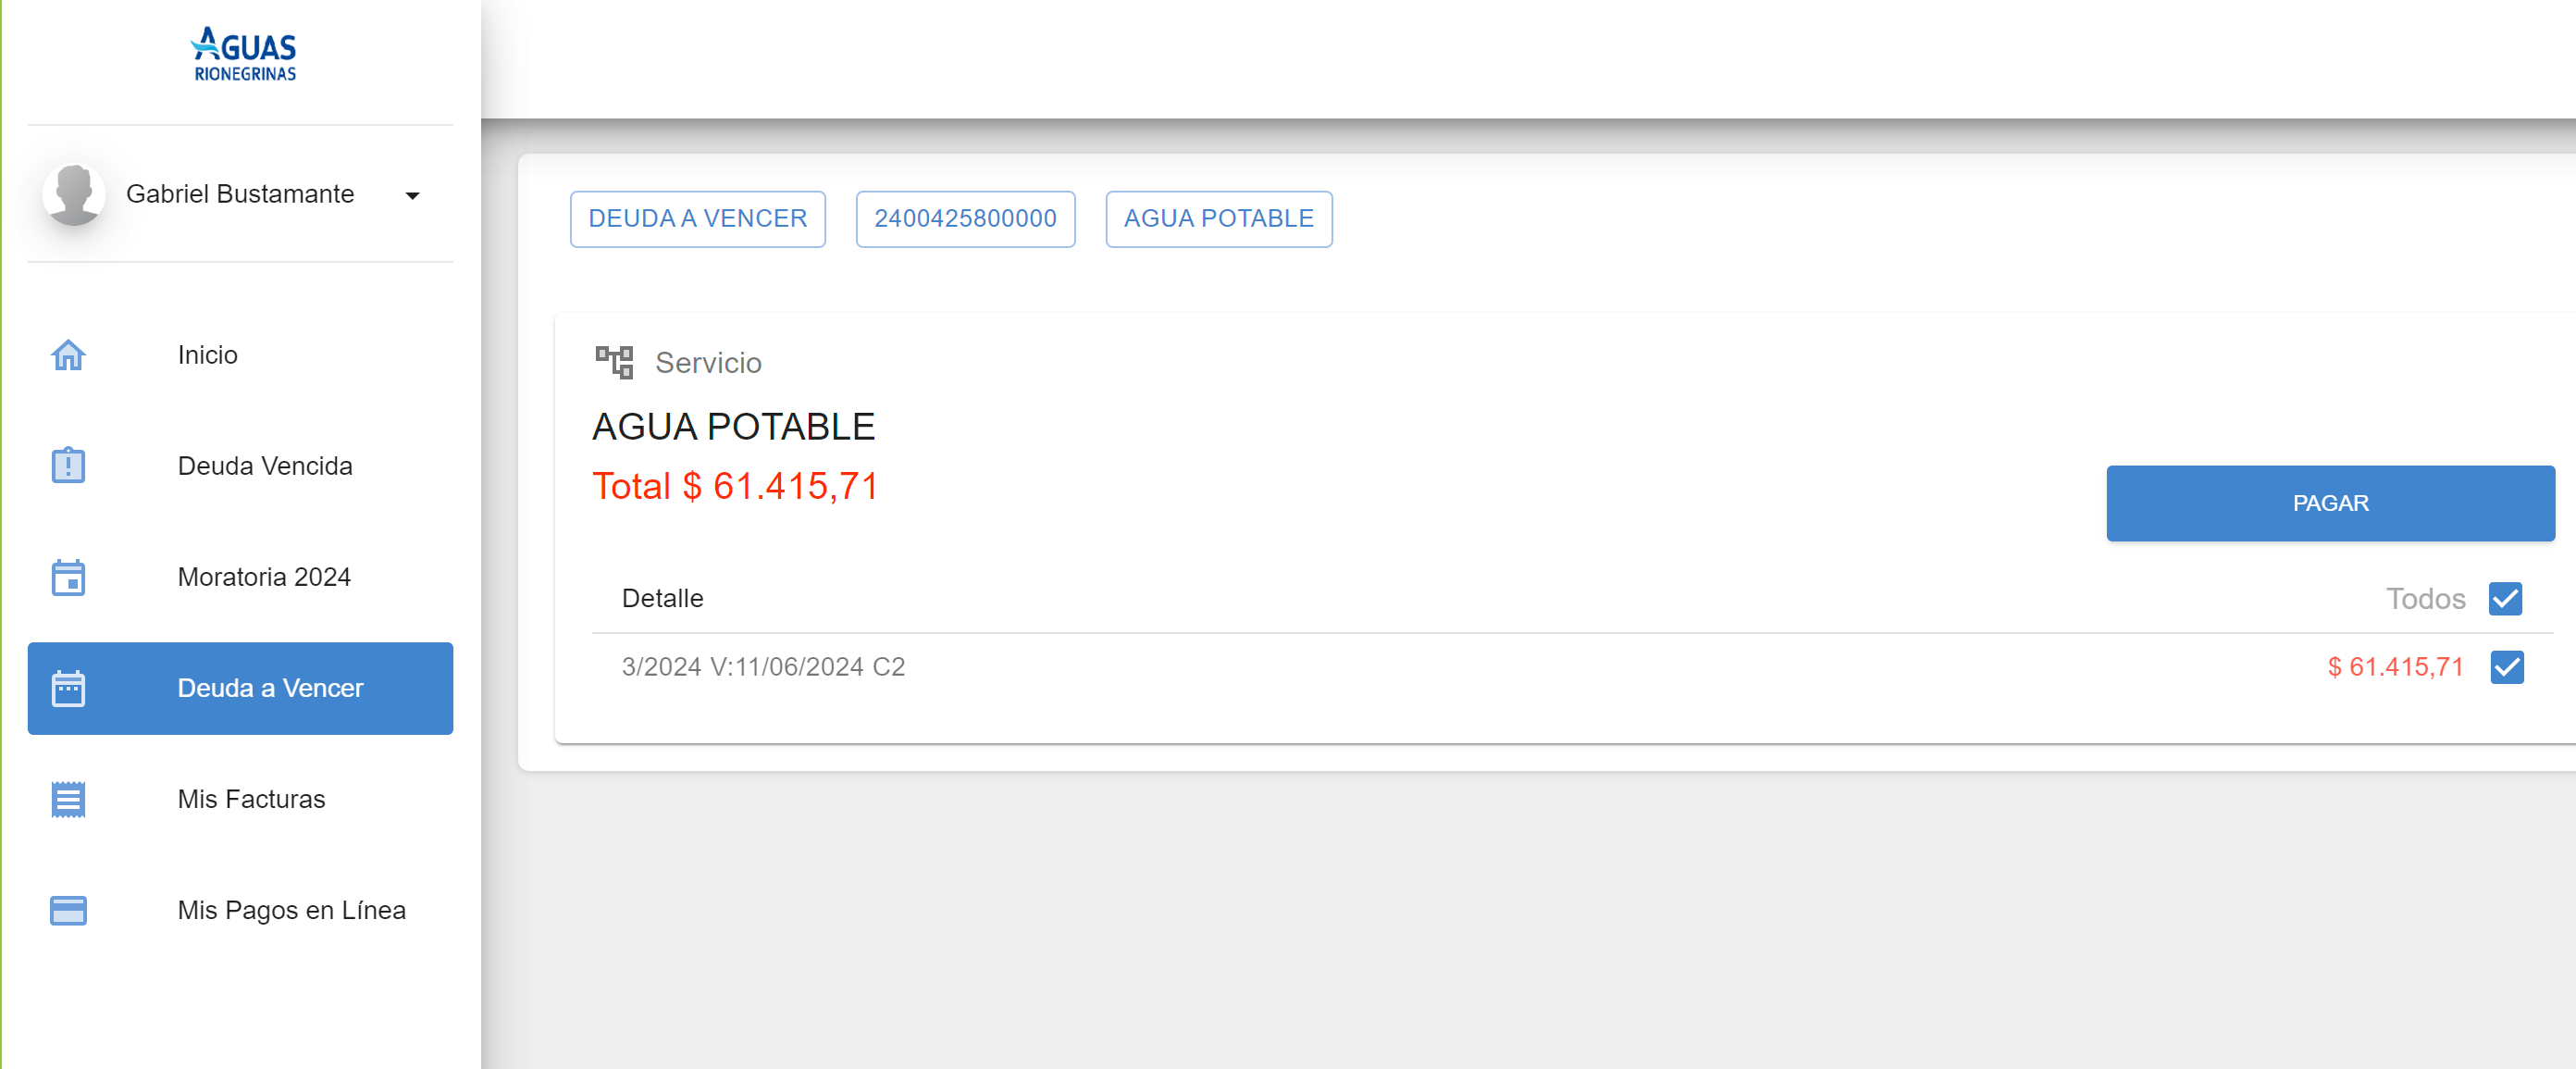 AGUAS
RIONEGRINAS
Gabriel Bustamante
Inicio
Deuda Vencida
Moratoria 2024
Deuda a Vencer
Mis Facturas
Mis Pagos en Línea
DEUDA A VENCER
2400425800000
AGUA POTABLE
Servicio
AGUA POTABLE
Total $ 61.415,71
PAGAR
Detalle
Todos
3/2024 V:11/06/2024 C2
$ 61.415,71